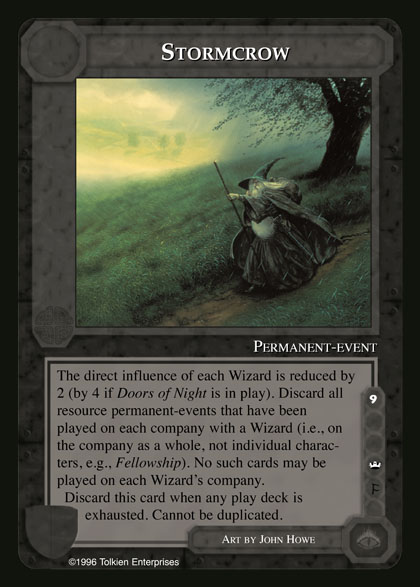 STORMCROW
PERMANENT-EVENT
The direct influence of each Wizard is reduced by
2 (by 4 if Doors of Night is in play). Discard all
resource permanent-events that have been
played on each company with a Wizard (i.e., on
the company as a whole, not individual charac-
ters, e.g., Fellowship). No such cards may be
played on each Wizard's company.
Discard this card when any play deck is
exhausted. Cannot be duplicated.
9
ART BY JOHN HOWE
©1996 Tolkien Enterprises